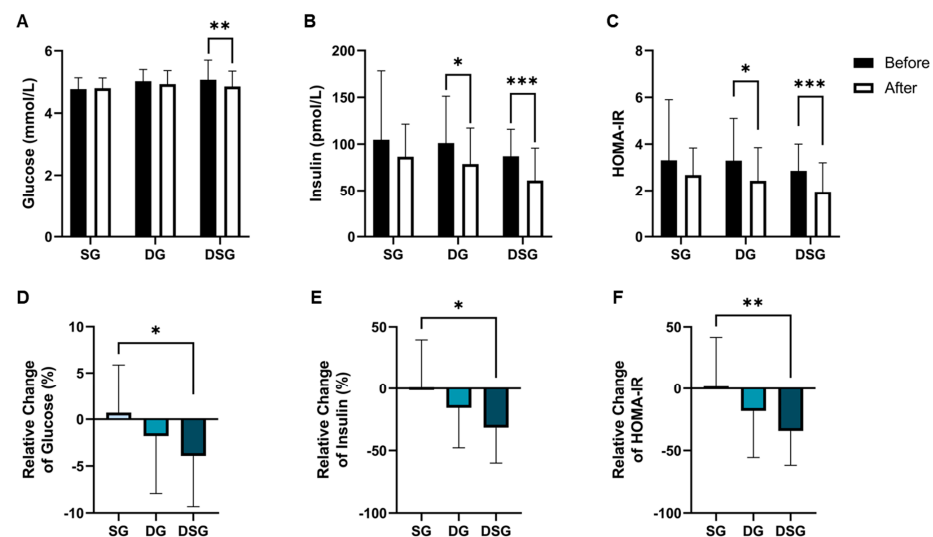 A
B
C
**
*
***
*
***
Before
After
Glucose (mmol/L)
6
4
2
0
SG DG DSG
Insulin (pmol/L)
200
150
100
50
0
SG DG DSG
HOMA-IR
8
6
4
2
0
SG DG DSG
D
E
F
*
*
**
Relative Change
of Glucose (%)
10
5
0
-5
-10
SG DG DSG
Relative Change
of Insulin (%)
50
0
-50
-100
SG DG DSG
Relative Change
of HOMA-IR
50
0
-50
-100
SG DG DSG